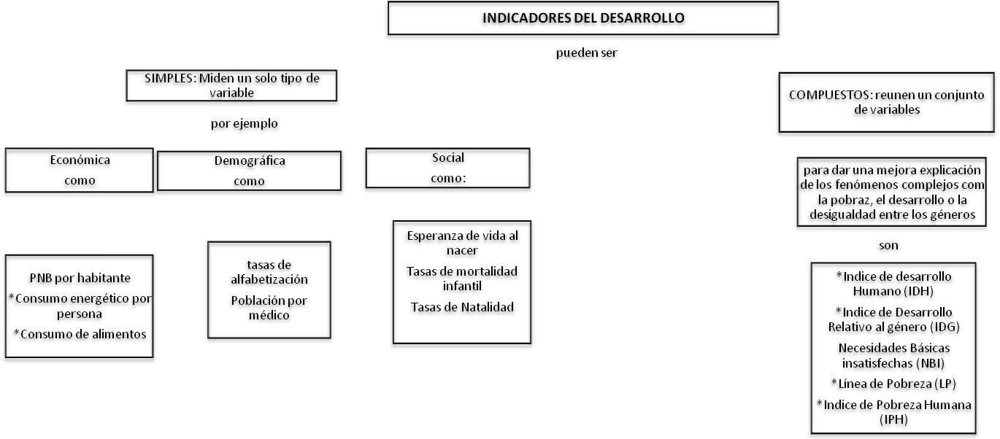 INDICADORES DEL DESARROLLO
pueden ser
SIMPLES: Miden un solo tipo de
variable
por ejemplo
Económica
como
Demográfica
como
Social
como:
PNB por habitante
*Consumo energético por
persona
*Consumo de alimentos
tasas de
alfabetización
Población por
médico
Esperanza de vida al
nacer
Tasas de mortalidad
infantil
Tasas de Natalidad
COMPUESTOS: reunen un conjunto
de variables
para dar una mejora explicación
de los fenómenos complejos com
la pobraz, el desarrollo o la
desigualdad entre los géneros
son
*Indice de desarrollo
Humano (IDH)
*Indice de Desarrollo
Relativo al género (IDG)
Necesidades Básicas
insatisfechas (NBI)
*Línea de Pobreza (LP)
*Indice de Pobreza Humana
(IPH)